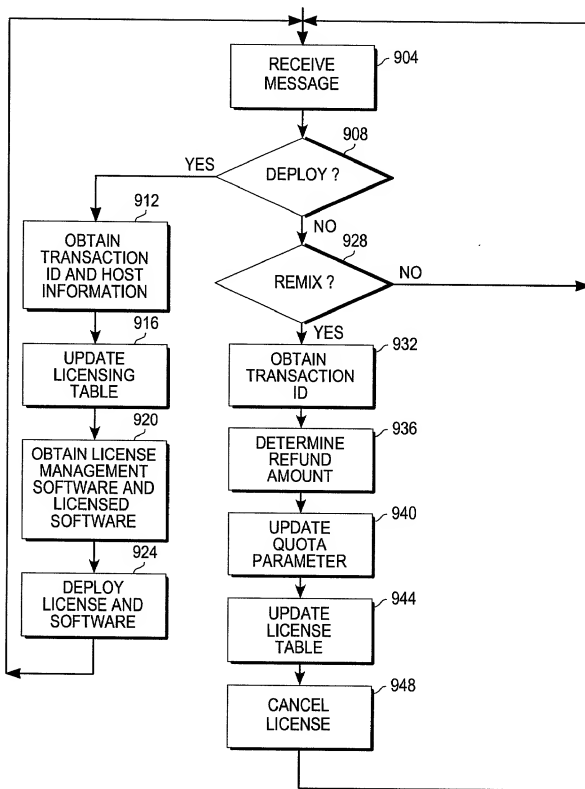 RECEIVE
MESSAGE
904
908
DEPLOY ?
YES
NO
912
OBTAIN
TRANSACTION
ID AND HOST
INFORMATION
916
UPDATE
LICENSING
TABLE
920
OBTAIN LICENSE
MANAGEMENT
SOFTWARE AND
LICENSED
SOFTWARE
924
DEPLOY
LICENSE AND
SOFTWARE
928
REMIX ?
NO
YES
932
OBTAIN
TRANSACTION
ID
936
DETERMINE
REFUND
AMOUNT
940
UPDATE
QUOTA
PARAMETER
944
UPDATE
LICENSE
TABLE
948
CANCEL
LICENSE